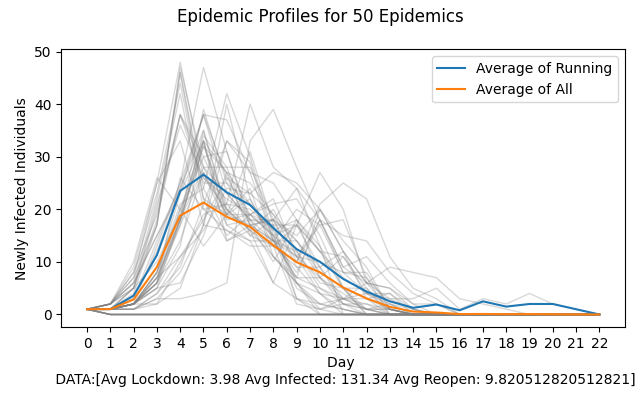 Epidemic Profiles for 50 Epidemics
Newly Infected Individuals
50
40
30
20
10
0
Average of Running
Average of All
0 1 2 3 4 5 6 7 8 9 10 11 12 13 14 15 16 17 18 19 20 21 22
Day
DATA:[Avg Lockdown: 3.98 Avg Infected: 131.34 Avg Reopen: 9.820512820512821]